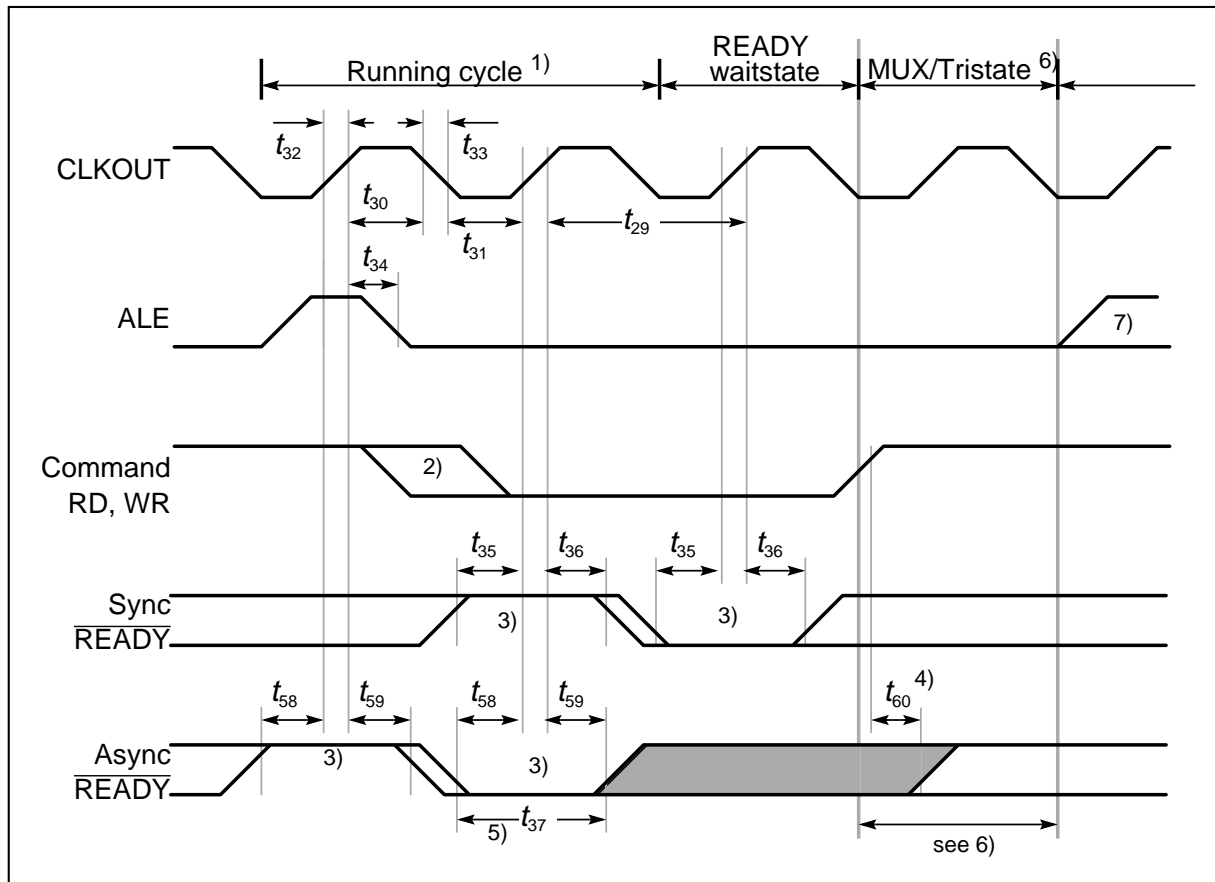 READY
Running cycle 1) waitstate MUX/Tristate 6)
t32 t33
CLKOUT
t30
t31 t29
t34
ALE 7)
Command 2)
RD, WR
t35 t36 t35 t36
Sync 3) 3)
READY
t58 t59 t58 t59 t60 4)
Async 3) 3)
READY
5) t37
see 6)